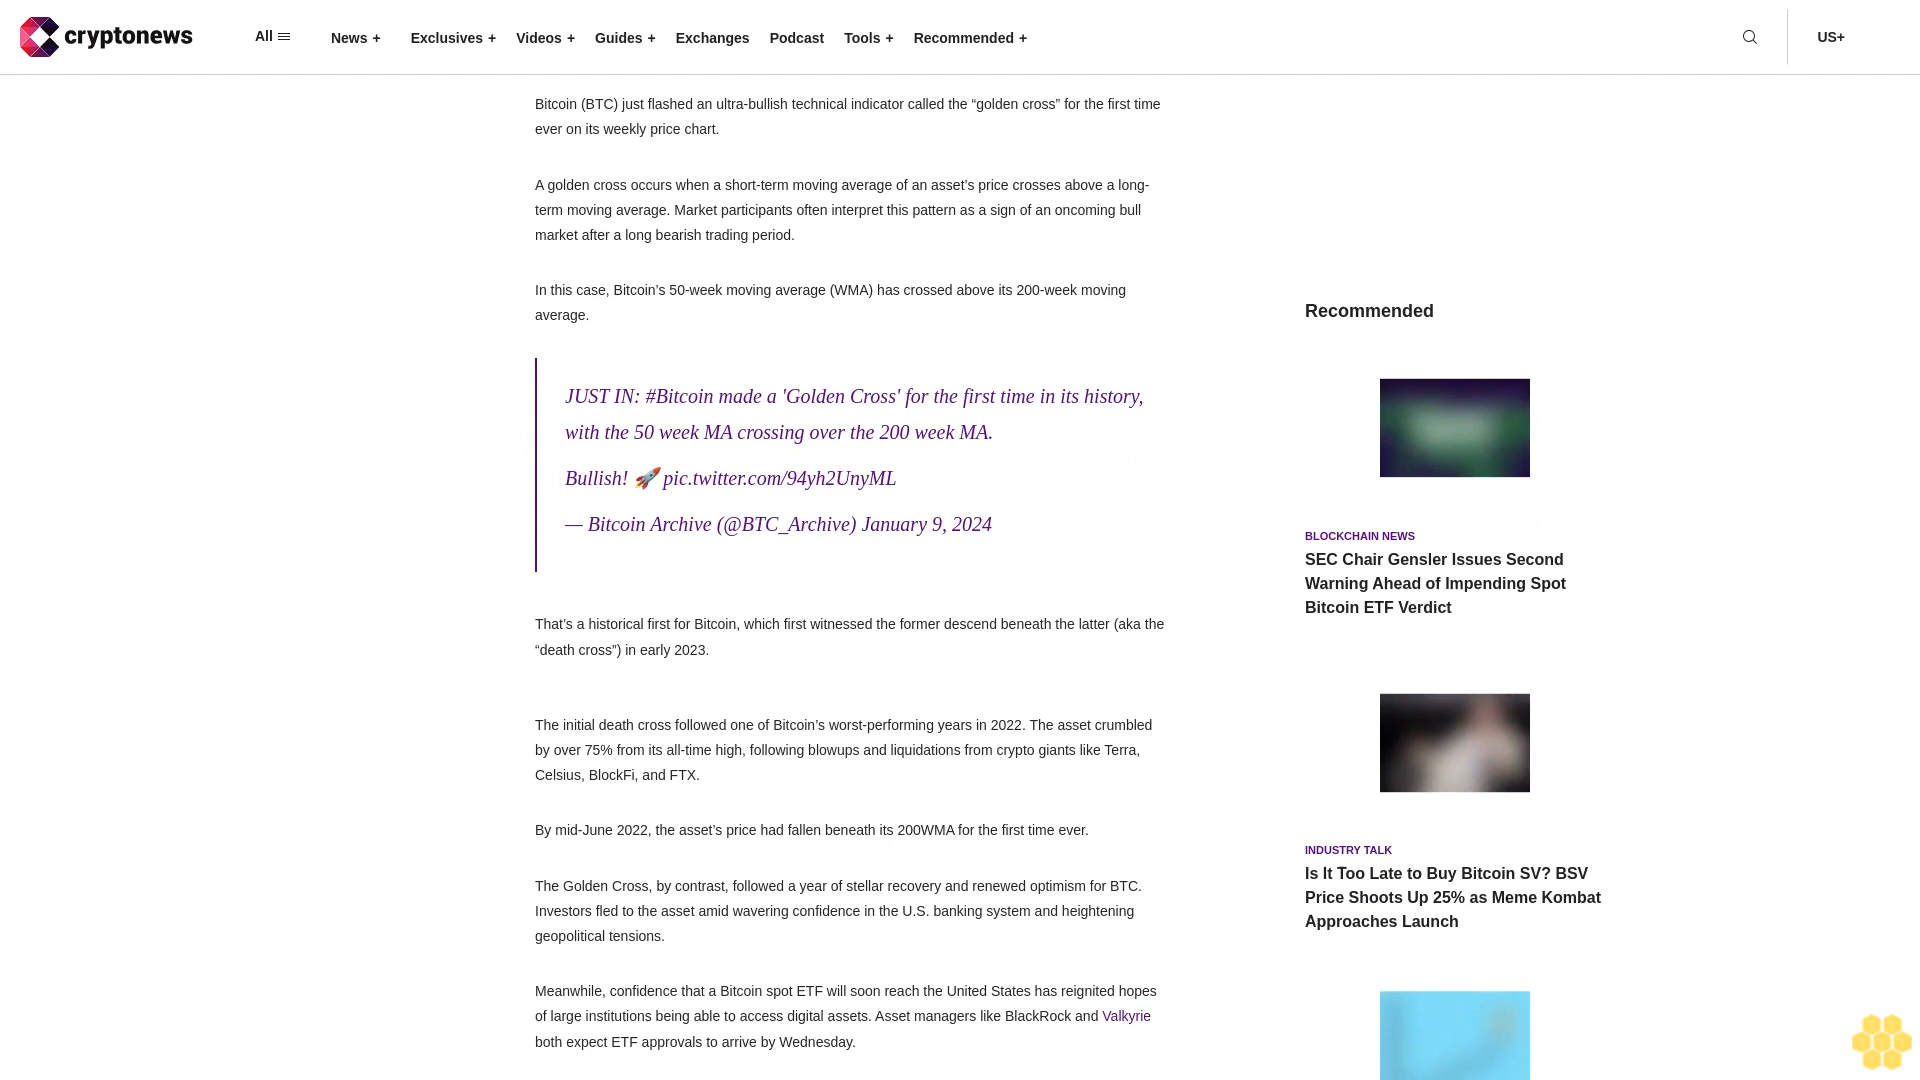 cryptonews
All
News +
Exclusives +
Videos +
Guides +
Exchanges
Podcast
Tools +
Recommended +
US+
Bitcoin (BTC) just flashed an ultra-bullish technical indicator called the “golden cross” for the first time
ever on its weekly price chart.
A golden cross occurs when a short-term moving average of an asset’s price crosses above a long-
term moving average. Market participants often interpret this pattern as a sign of an oncoming bull
market after a long bearish trading period.
In this case, Bitcoin’s 50-week moving average (WMA) has crossed above its 200-week moving
average.
JUST IN: #Bitcoin made a 'Golden Cross' for the first time in its history,
with the 50 week MA crossing over the 200 week MA.
Bullish! 🚀 pic.twitter.com/94yh2UnyML
— Bitcoin Archive (@BTC_Archive) January 9, 2024
That’s a historical first for Bitcoin, which first witnessed the former descend beneath the latter (aka the
“death cross”) in early 2023.
The initial death cross followed one of Bitcoin’s worst-performing years in 2022. The asset crumbled
by over 75% from its all-time high, following blowups and liquidations from crypto giants like Terra,
Celsius, BlockFi, and FTX.
By mid-June 2022, the asset’s price had fallen beneath its 200WMA for the first time ever.
The Golden Cross, by contrast, followed a year of stellar recovery and renewed optimism for BTC.
Investors fled to the asset amid wavering confidence in the U.S. banking system and heightening
geopolitical tensions.
Meanwhile, confidence that a Bitcoin spot ETF will soon reach the United States has reignited hopes
of large institutions being able to access digital assets. Asset managers like BlackRock and Valkyrie
both expect ETF approvals to arrive by Wednesday.
Recommended
BLOCKCHAIN NEWS
SEC Chair Gensler Issues Second
Warning Ahead of Impending Spot
Bitcoin ETF Verdict
INDUSTRY TALK
Is It Too Late to Buy Bitcoin SV? BSV
Price Shoots Up 25% as Meme Kombat
Approaches Launch